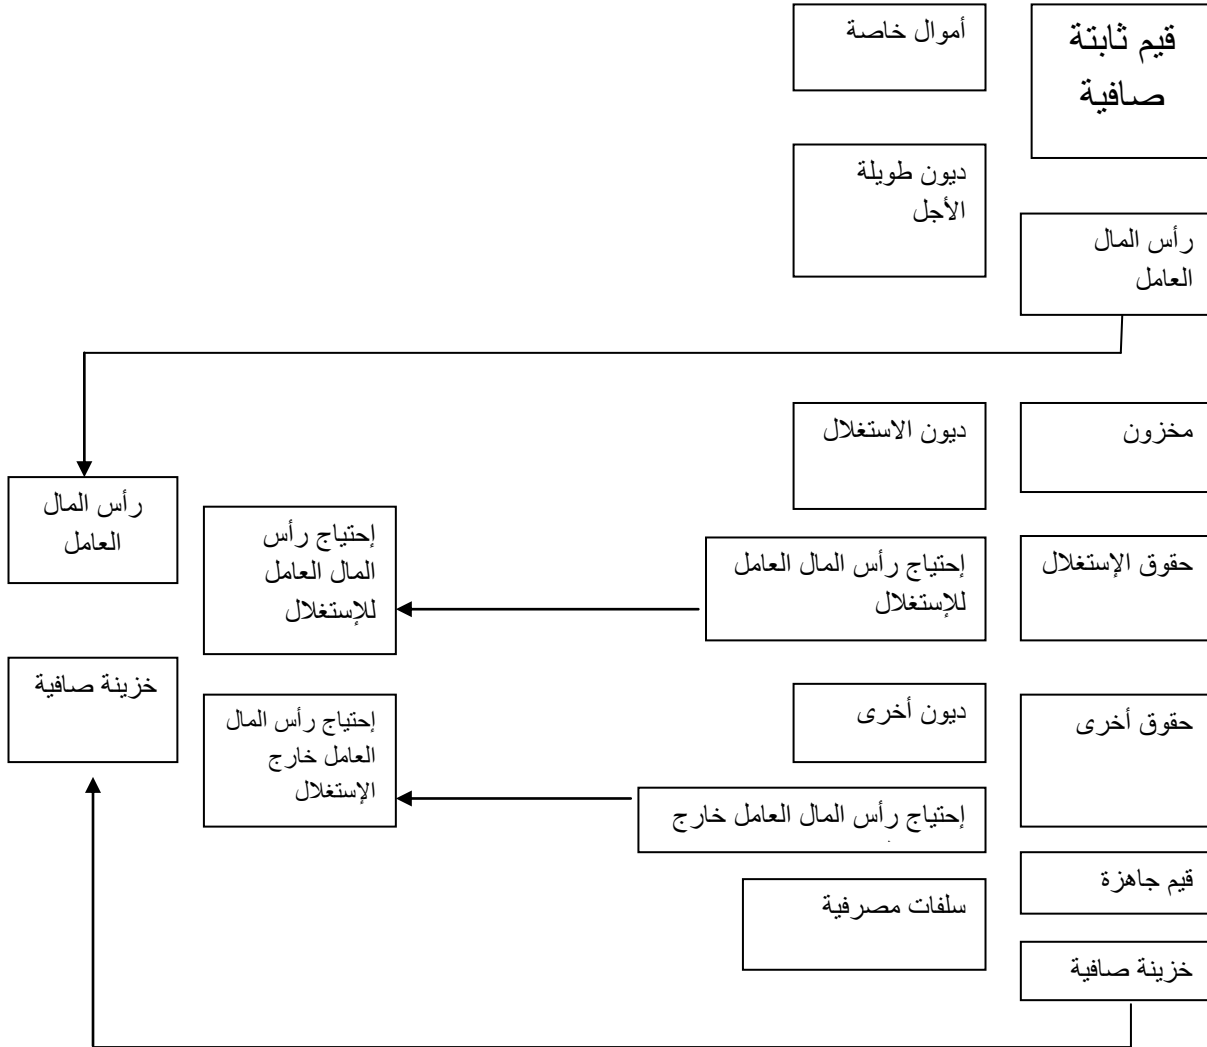 قيم ثابتة
صافية
أموال خاصة
ديون طويلة
الأجل
رأس المال
العامل
مخزون
ديون الاستغلال
رأس المال
العامل
حقوق الإستغلال
إحتياج رأس المال العامل
للإستغلال
إحتياج رأس
المال العامل
للإستغلال
خزينة صافية
حقوق أخرى
ديون أخرى
إحتياج رأس المال
العامل خارج
الإستغلال
إحتياج رأس المال العامل خارج
قيم جاهزة
سلفات مصرفية
خزينة صافية